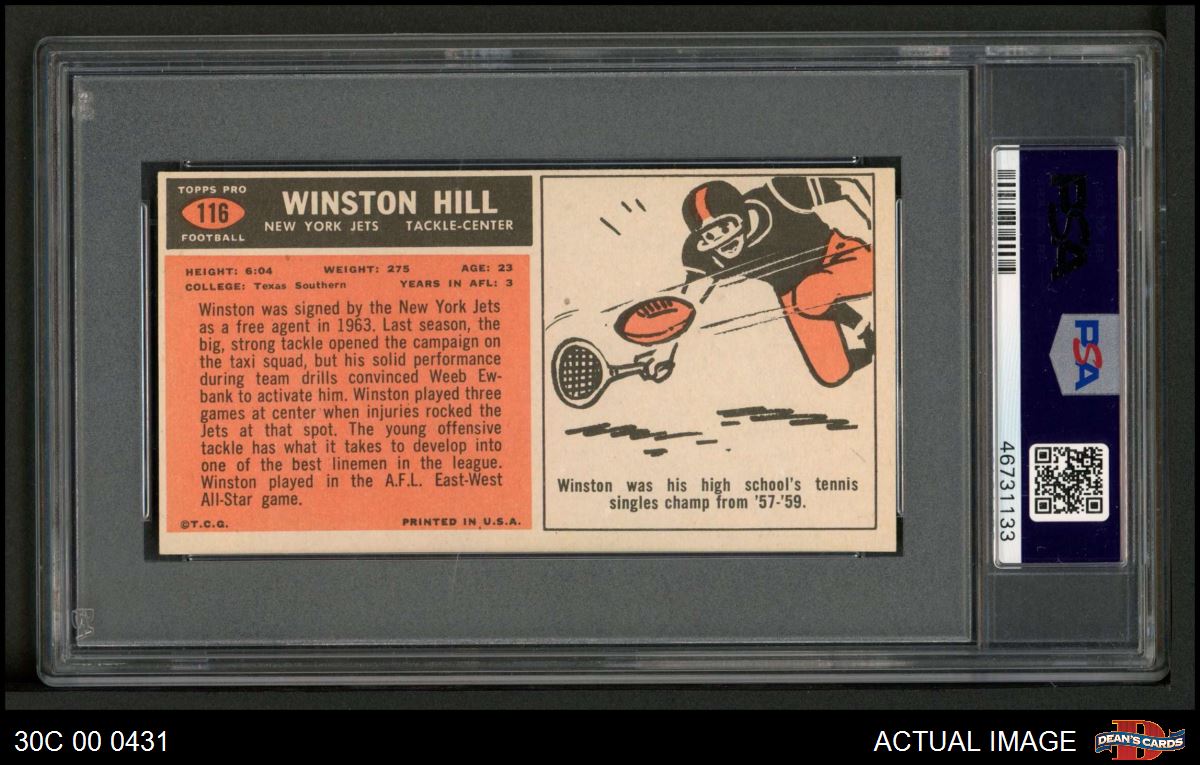 TOPPS PRO
116
FOOTBALL
WINSTON HILL
NEW YORK JETS TACKLE-CENTER
HEIGHT: 6:04 WEIGHT: 275 AGE: 23
COLLEGE: Texas Southern YEARS IN AFL: 3
Winston was signed by the New York Jets
as a free agent in 1963. Last season, the
big, strong tackle opened the campaign on
the taxi squad, but his solid performance
during team drills convinced Weeb Ew-
bank to activate him. Winston played three
games at center when injuries rocked the
Jets at that spot. The young offensive
tackle has what it takes to develop into
one of the best linemen in the league.
Winston played in the A.F.L. East-West
All-Star game.
©T.C.G. PRINTED IN U.S.A.
Winston was his high school's tennis
singles champ from '57-'59.
PSA
PSA
46731133
30C 00 0431
ACTUAL IMAGE
D
DEAN'S CARDS